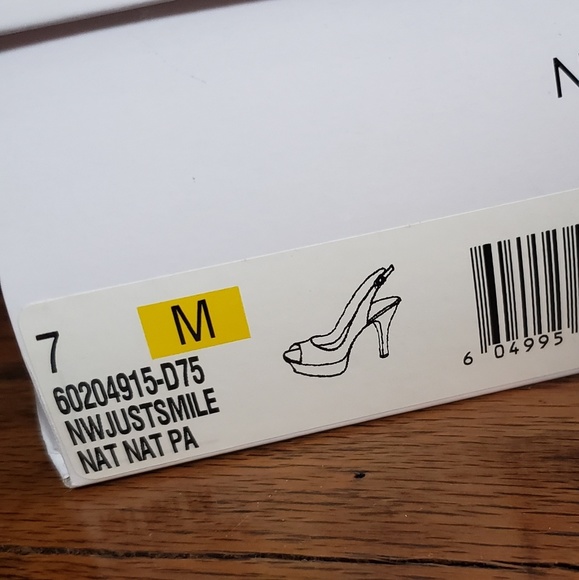 7 M
60204915-D75
NWJUSTSMILE
NAT NAT PA
6 04995